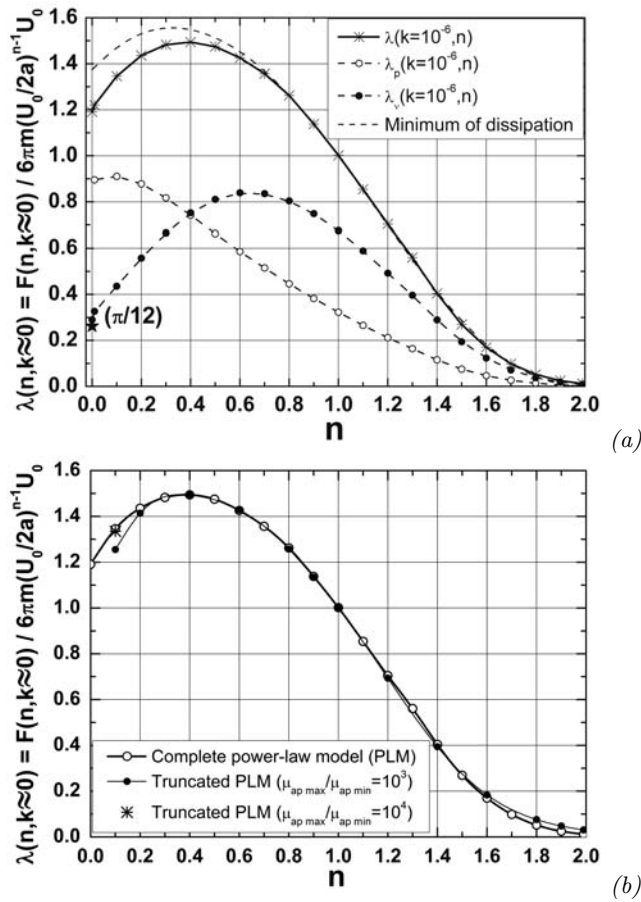 λ(n,k≈0) = F(n,k≈0) / 6πm(U₀/2a)ⁿ⁻¹U₀
1.6
1.4
1.2
1.0
0.8
0.6
0.4
0.2
0.0
λ(k=10⁻⁶,n)
λₚ(k=10⁻⁶,n)
λᵥ(k=10⁻⁶,n)
Minimum of dissipation
(π/12)
0.0 0.2 0.4 0.6 0.8 1.0 1.2 1.4 1.6 1.8 2.0
n
(a)
λ(n,k≈0) = F(n,k≈0) / 6πm(U₀/2a)ⁿ⁻¹U₀
1.6
1.4
1.2
1.0
0.8
0.6
0.4
0.2
0.0
Complete power-law model (PLM)
Truncated PLM (μap max/μap min=10³)
Truncated PLM (μap max/μap min=10⁴)
0.0 0.2 0.4 0.6 0.8 1.0 1.2 1.4 1.6 1.8 2.0
n
(b)